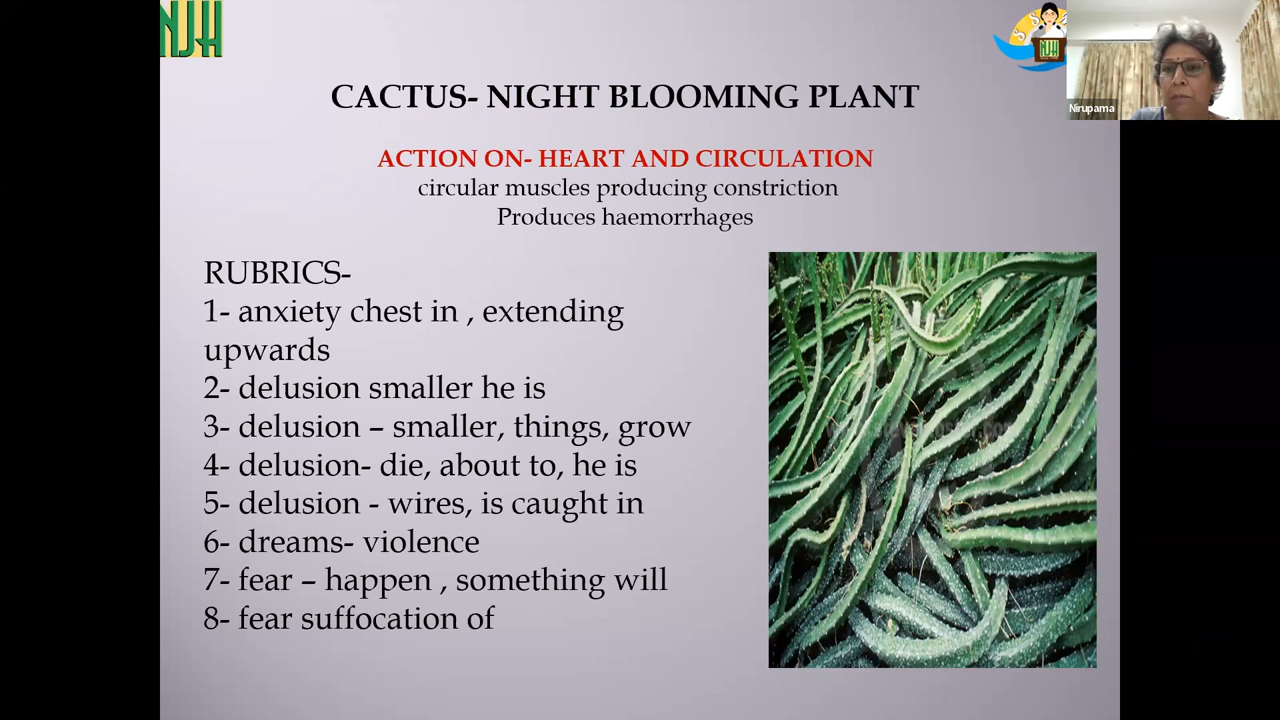 NJH
S S
NJH
Nirupama
CACTUS- NIGHT BLOOMING PLANT
ACTION ON- HEART AND CIRCULATION
circular muscles producing constriction
Produces haemorrhages
RUBRICS-
1- anxiety chest in , extending
upwards
2- delusion smaller he is
3- delusion – smaller, things, grow
4- delusion- die, about to, he is
5- delusion - wires, is caught in
6- dreams- violence
7- fear – happen , something will
8- fear suffocation of